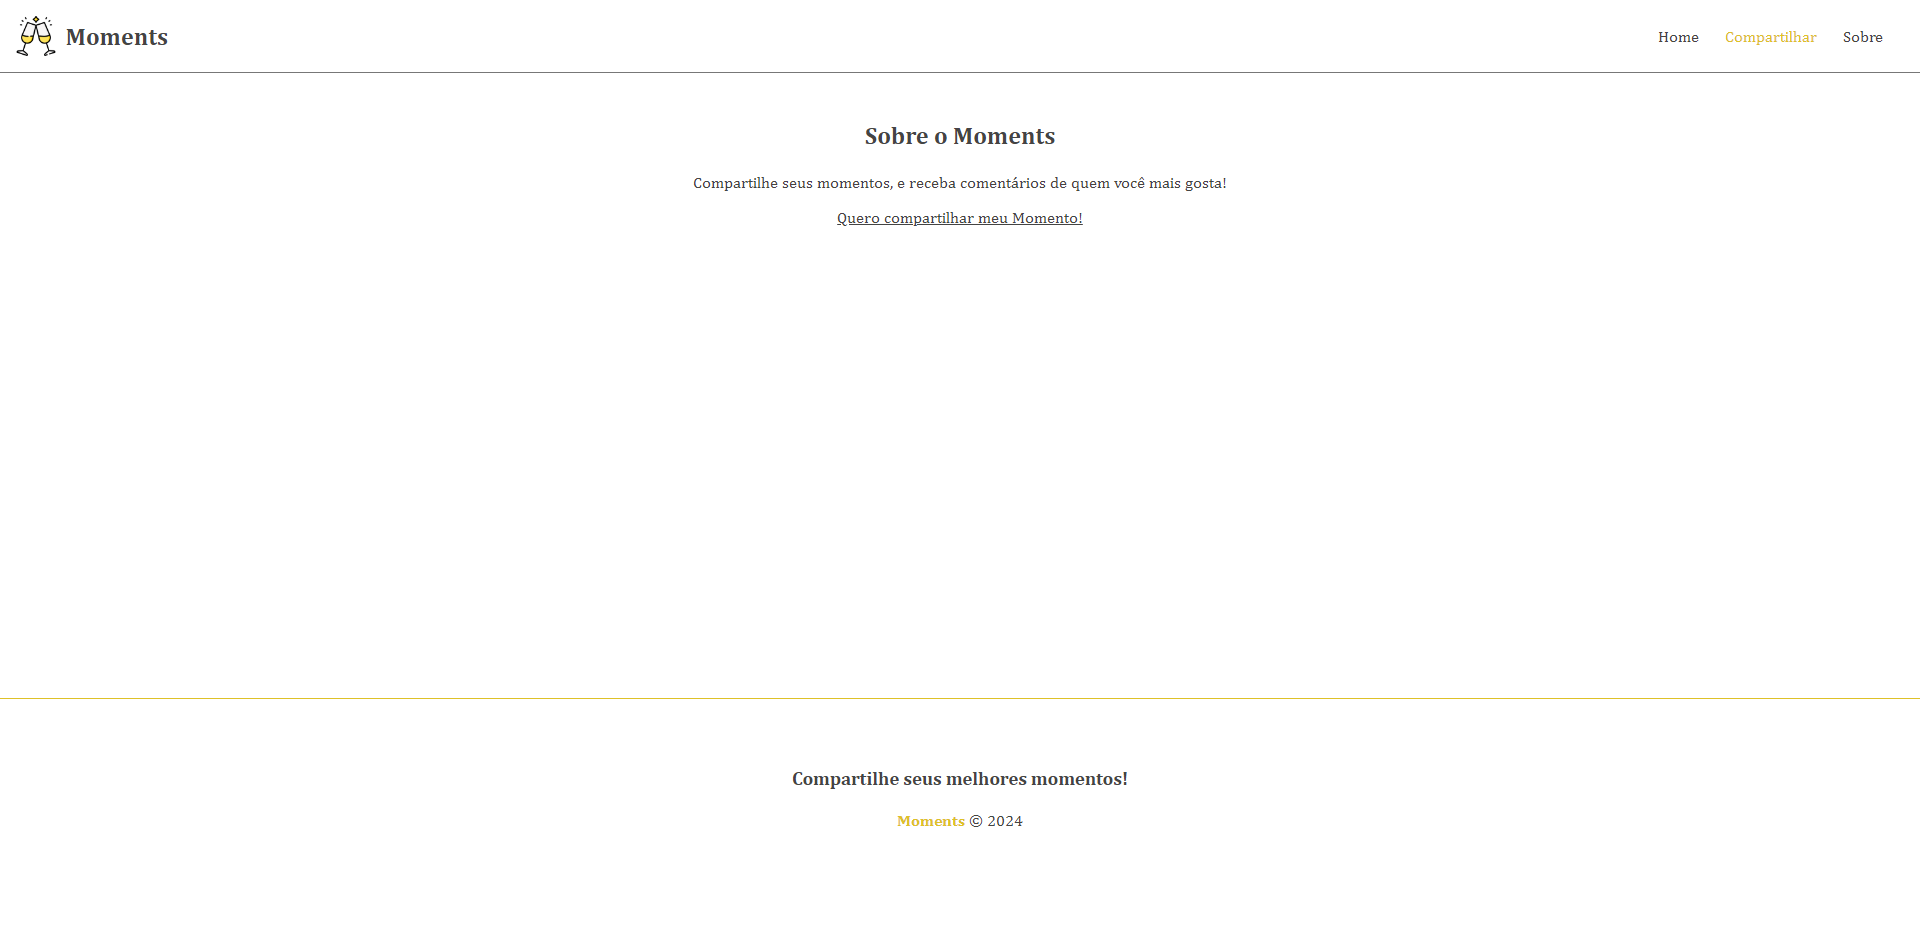 Moments
Home Compartilhar Sobre
Sobre o Moments
Compartilhe seus momentos, e receba comentários de quem você mais gosta!
Quero compartilhar meu Momento!
Compartilhe seus melhores momentos!
Moments © 2024